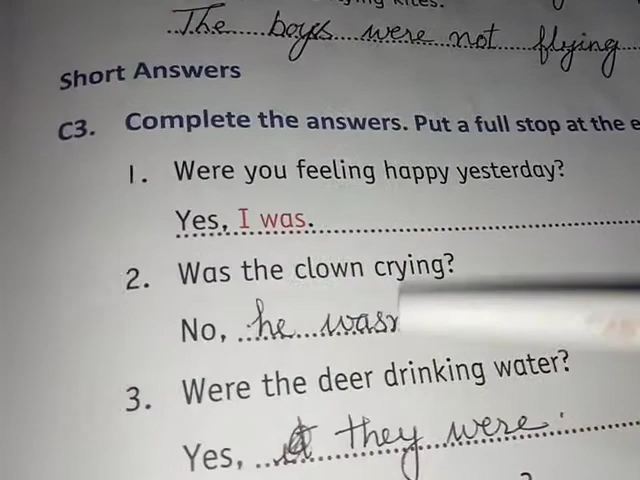 The boys were not flying
Short Answers
C3. Complete the answers. Put a full stop at the
1. Were you feeling happy yesterday?
Yes, I was.
2. Was the clown crying?
No, he
3. Were the deer drinking water?
Yes, they were.